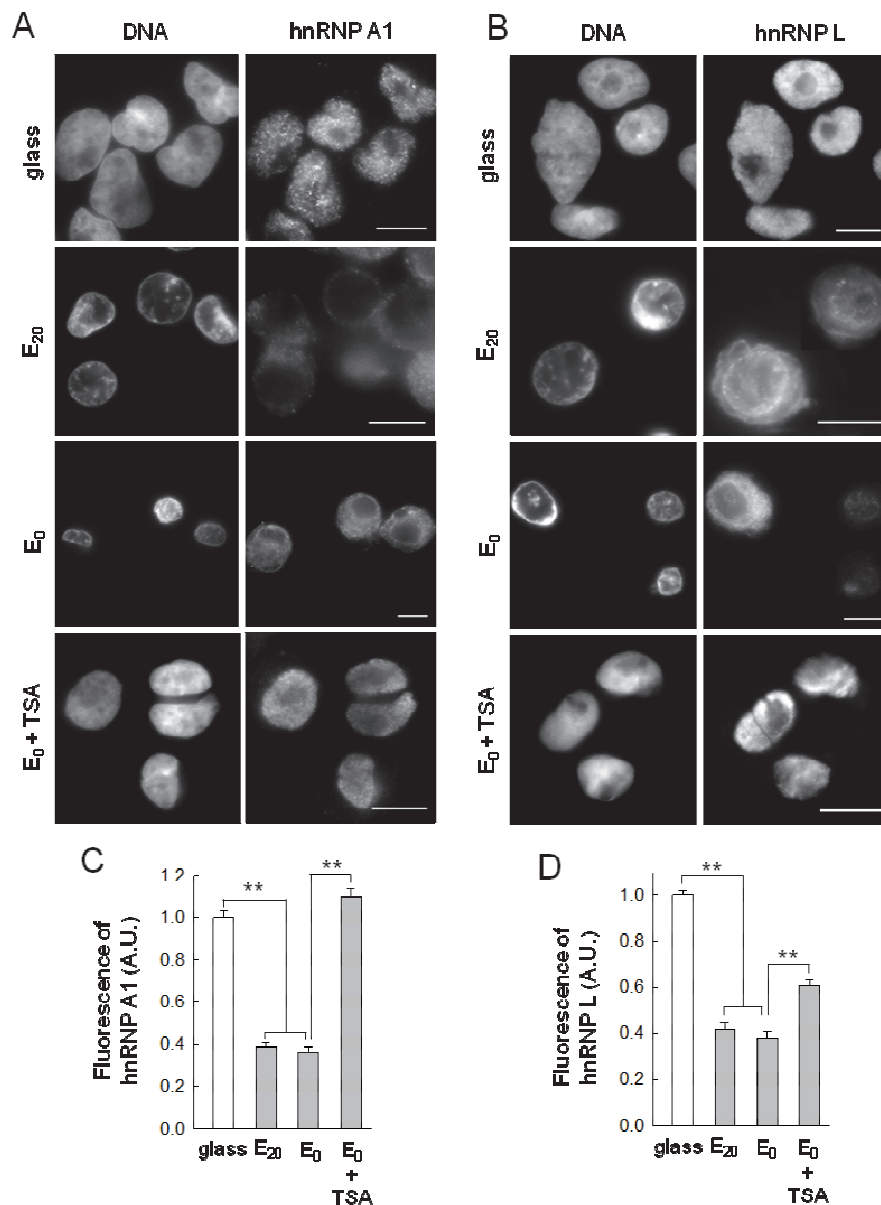 A
DNA
hnRNP A1
glass
E20
E0
E0 + TSA
B
DNA
hnRNP L
glass
E20
E0
E0 + TSA
C
Fluorescence of
hnRNP A1 (A.U.)
1.2
1.0
0.8
0.6
0.4
0.2
0.0
**
**
glass E20 E0 E0
+
TSA
D
Fluorescence of
hnRNP L (A.U.)
1.0
0.8
0.6
0.4
0.2
0.0
**
**
glass E20 E0 E0
+
TSA